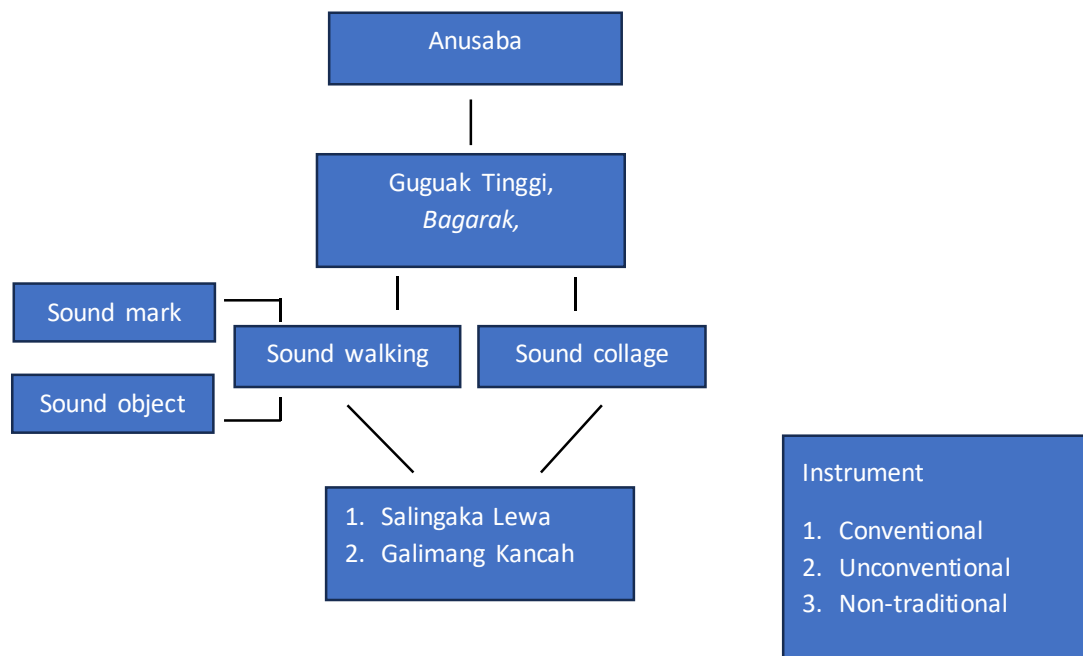 Anusaba
Guguak Tinggi,
Bagarak,
Sound mark
Sound walking
Sound collage
Sound object
1. Salingaka Lewa
2. Galimang Kancah
Instrument
1. Conventional
2. Unconventional
3. Non-traditional